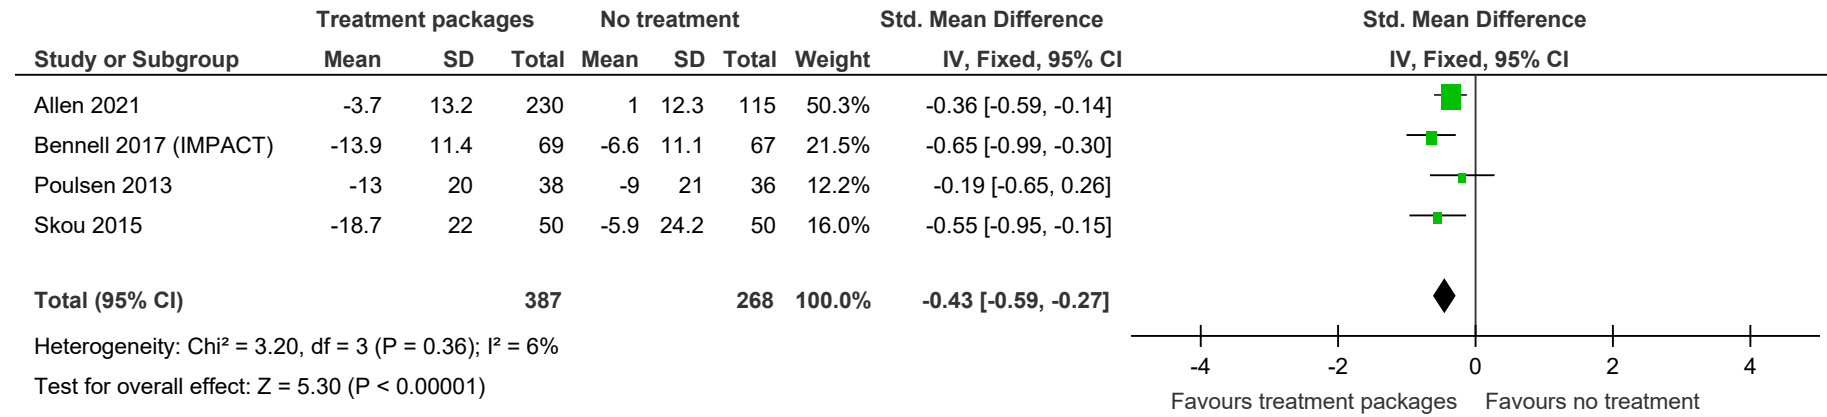 Treatment packages No treatment Std. Mean Difference Std. Mean Difference
Study or Subgroup Mean SD Total Mean SD Total Weight IV, Fixed, 95% CI IV, Fixed, 95% CI
Allen 2021 -3.7 13.2 230 1 12.3 115 50.3% -0.36 [-0.59, -0.14]
Bennell 2017 (IMPACT) -13.9 11.4 69 -6.6 11.1 67 21.5% -0.65 [-0.99, -0.30]
Poulsen 2013 -13 20 38 -9 21 36 12.2% -0.19 [-0.65, 0.26]
Skou 2015 -18.7 22 50 -5.9 24.2 50 16.0% -0.55 [-0.95, -0.15]
Total (95% CI) 387 268 100.0% -0.43 [-0.59, -0.27]
Heterogeneity: Chi² = 3.20, df = 3 (P = 0.36); I² = 6%
Test for overall effect: Z = 5.30 (P < 0.00001)
-4 -2 0 2 4
Favours treatment packages Favours no treatment